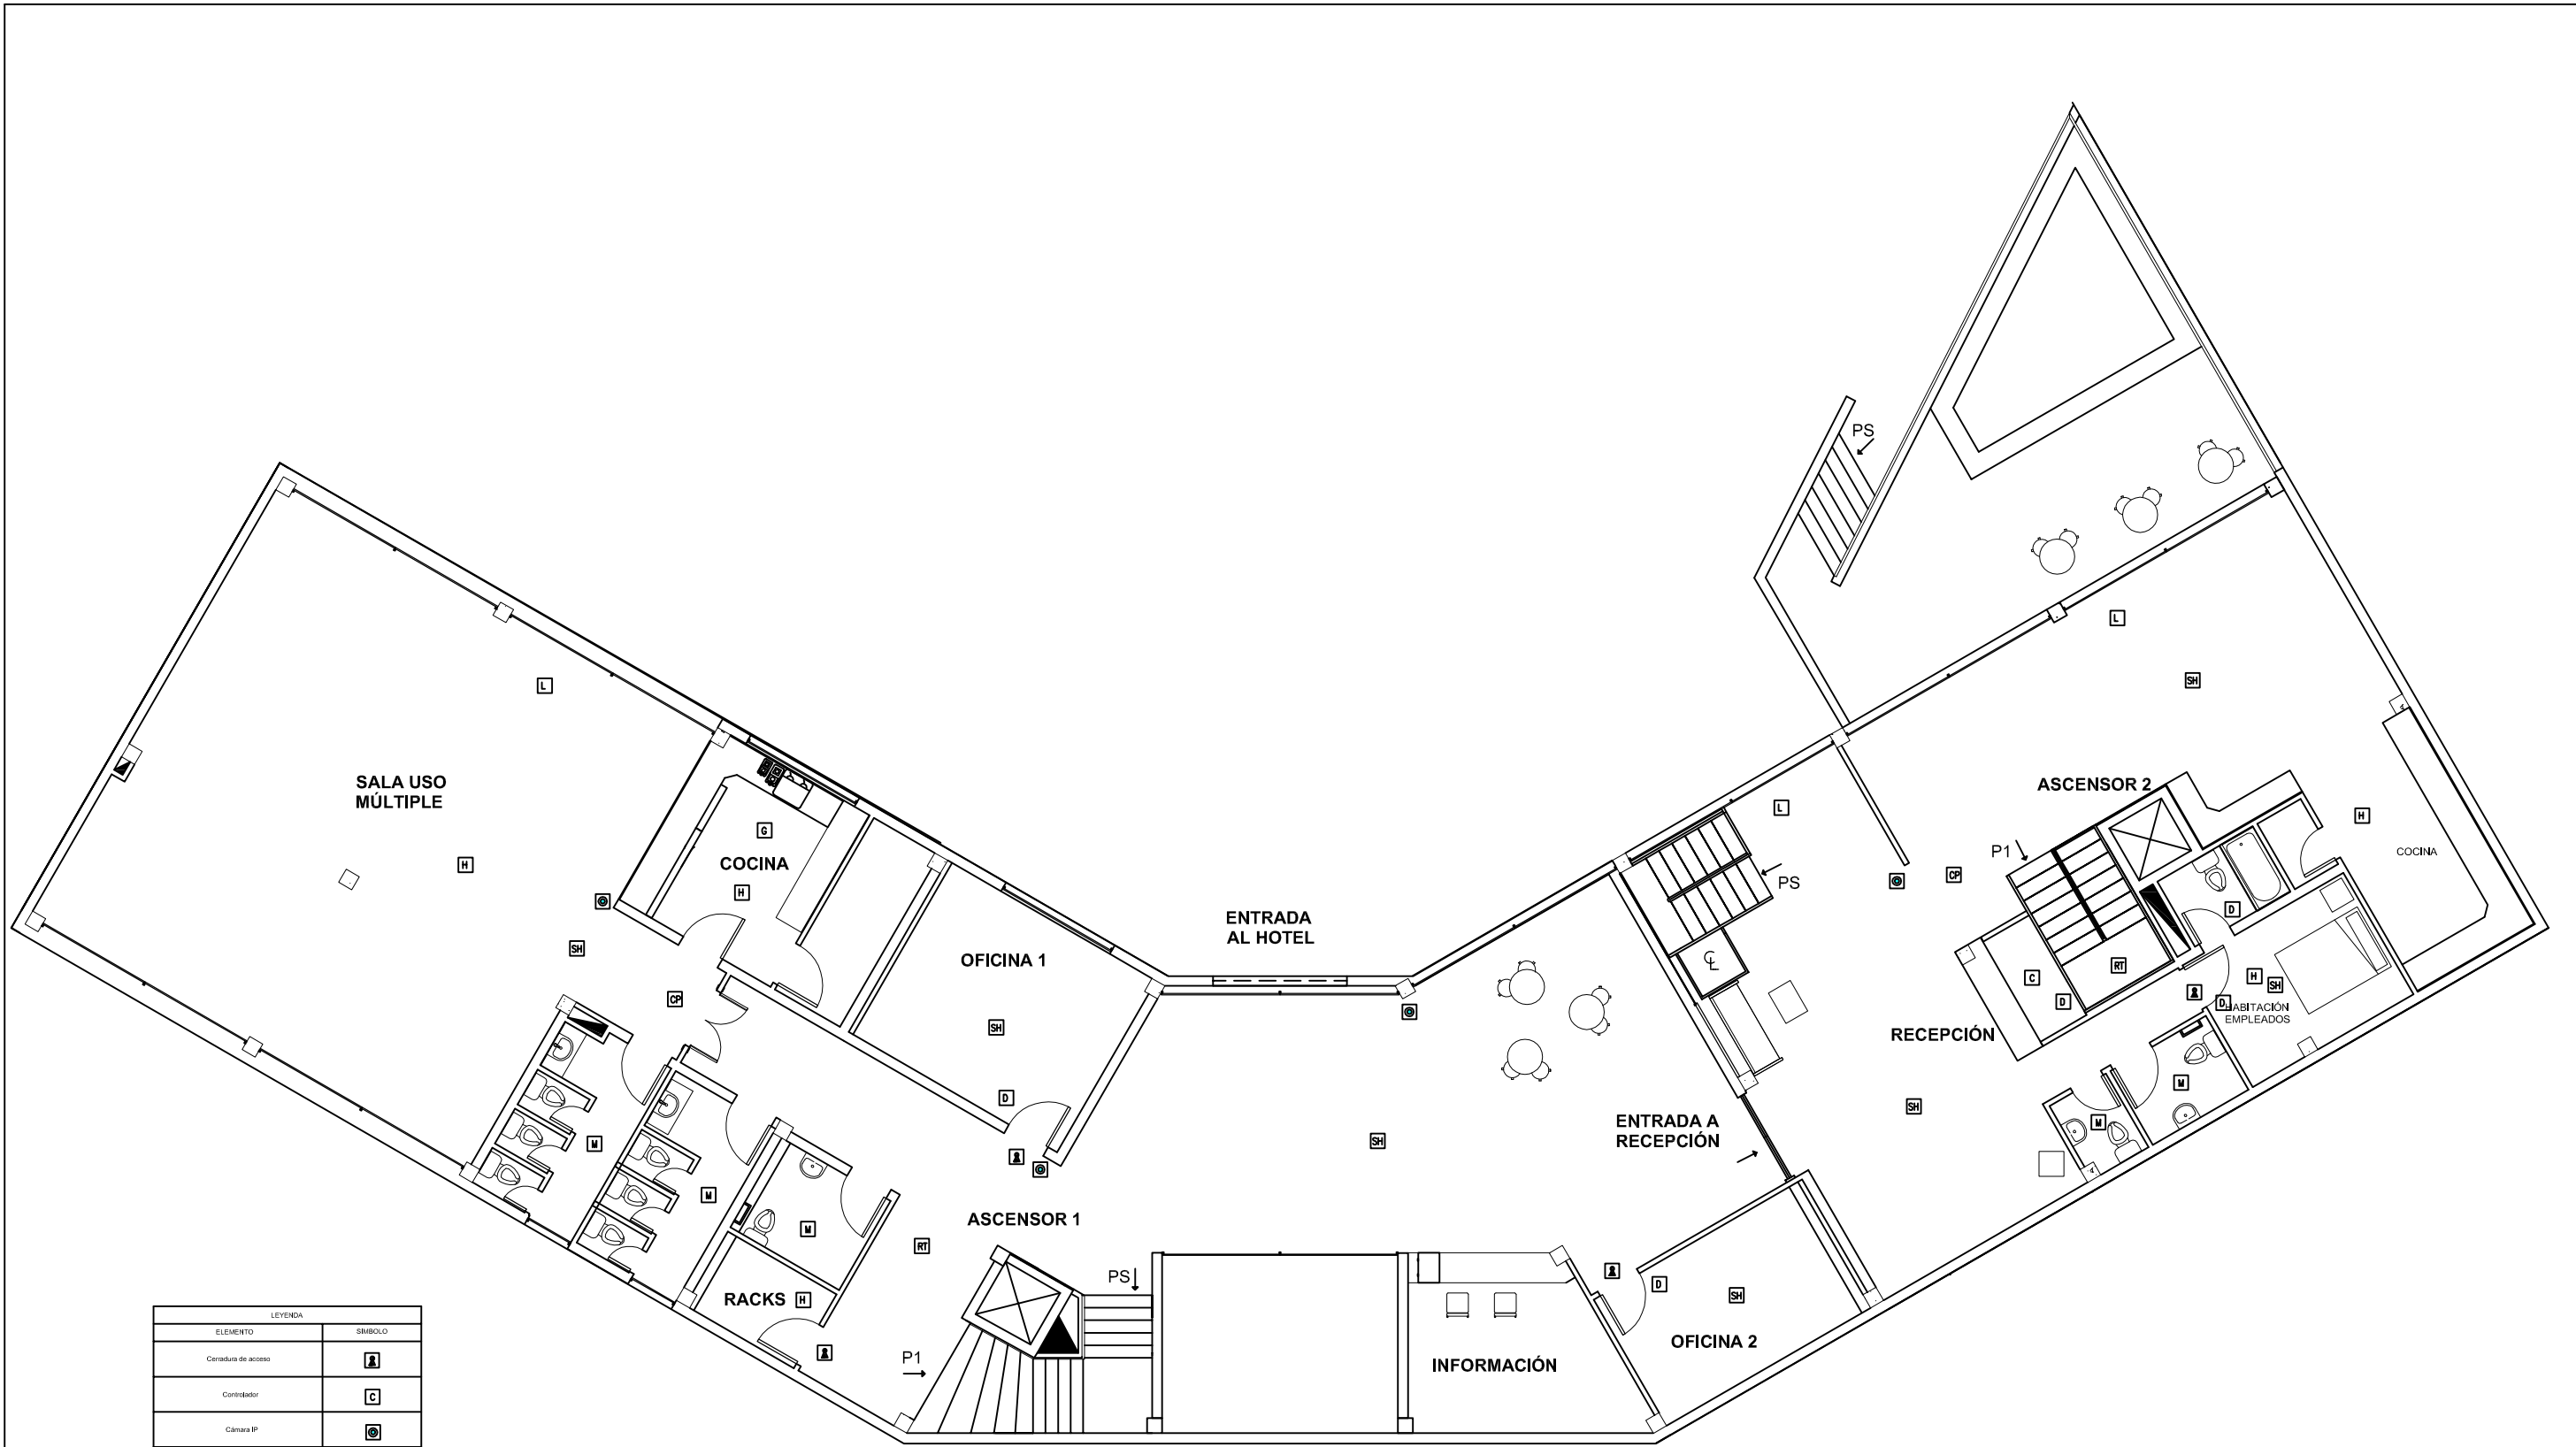 PS
L
L
SH
SALA USO
MÚLTIPLE
ASCENSOR 2
L
G
H
COCINA
P1
COCINA
H
H
PS
CP
ENTRADA
AL HOTEL
D
SH
OFICINA 1
RT
C
H
SH
CP
D
D
HABITACIÓN
EMPLEADOS
SH
RECEPCIÓN
M
D
SH
M
ENTRADA A
RECEPCIÓN
M
SH
M
ASCENSOR 1
M
RT
PS
D
SH
RACKS
H
OFICINA 2
P1
INFORMACIÓN
LEYENDA
ELEMENTO
SIMBOLO
Cerradura de acceso
Controlador
C
Cámara IP